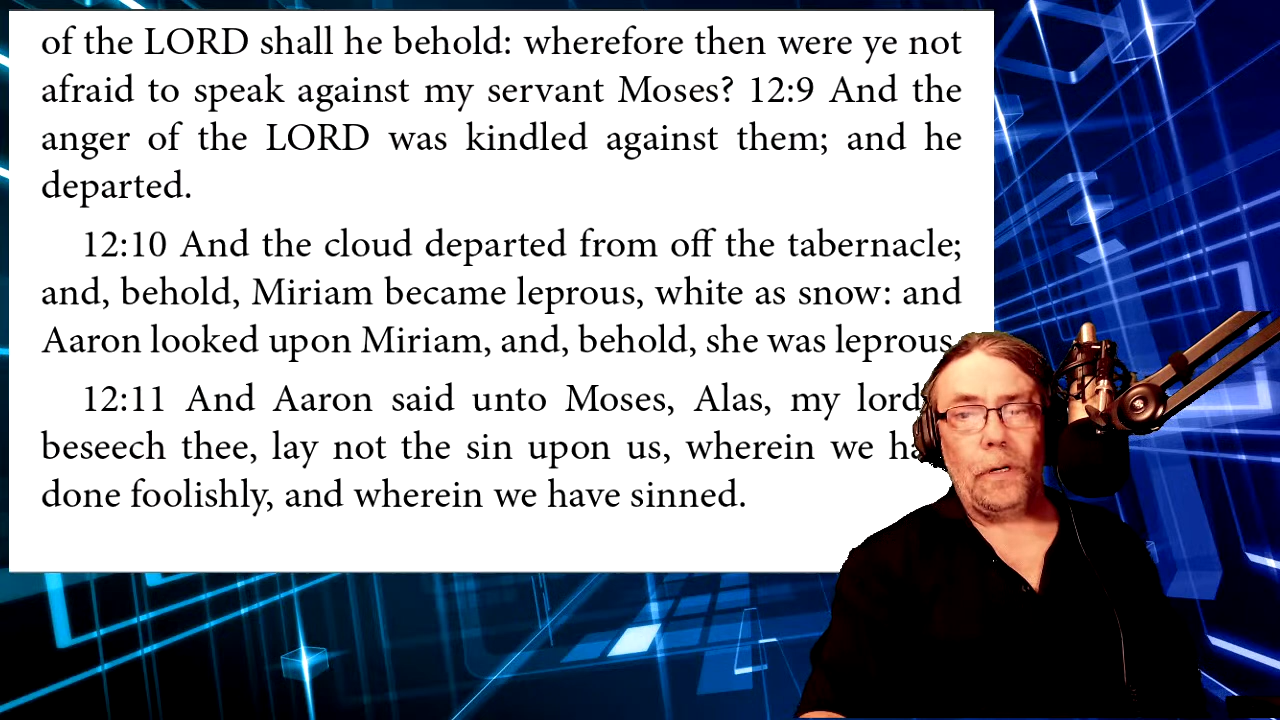 of the LORD shall he behold: wherefore then were ye not
afraid to speak against my servant Moses? 12:9 And the
anger of the LORD was kindled against them; and he
departed.
12:10 And the cloud departed from off the tabernacle;
and, behold, Miriam became leprous, white as snow: and
Aaron looked upon Miriam, and, behold, she was leprous.
12:11 And Aaron said unto Moses, Alas, my lord
beseech thee, lay not the sin upon us, wherein we
done foolishly, and wherein we have sinned.